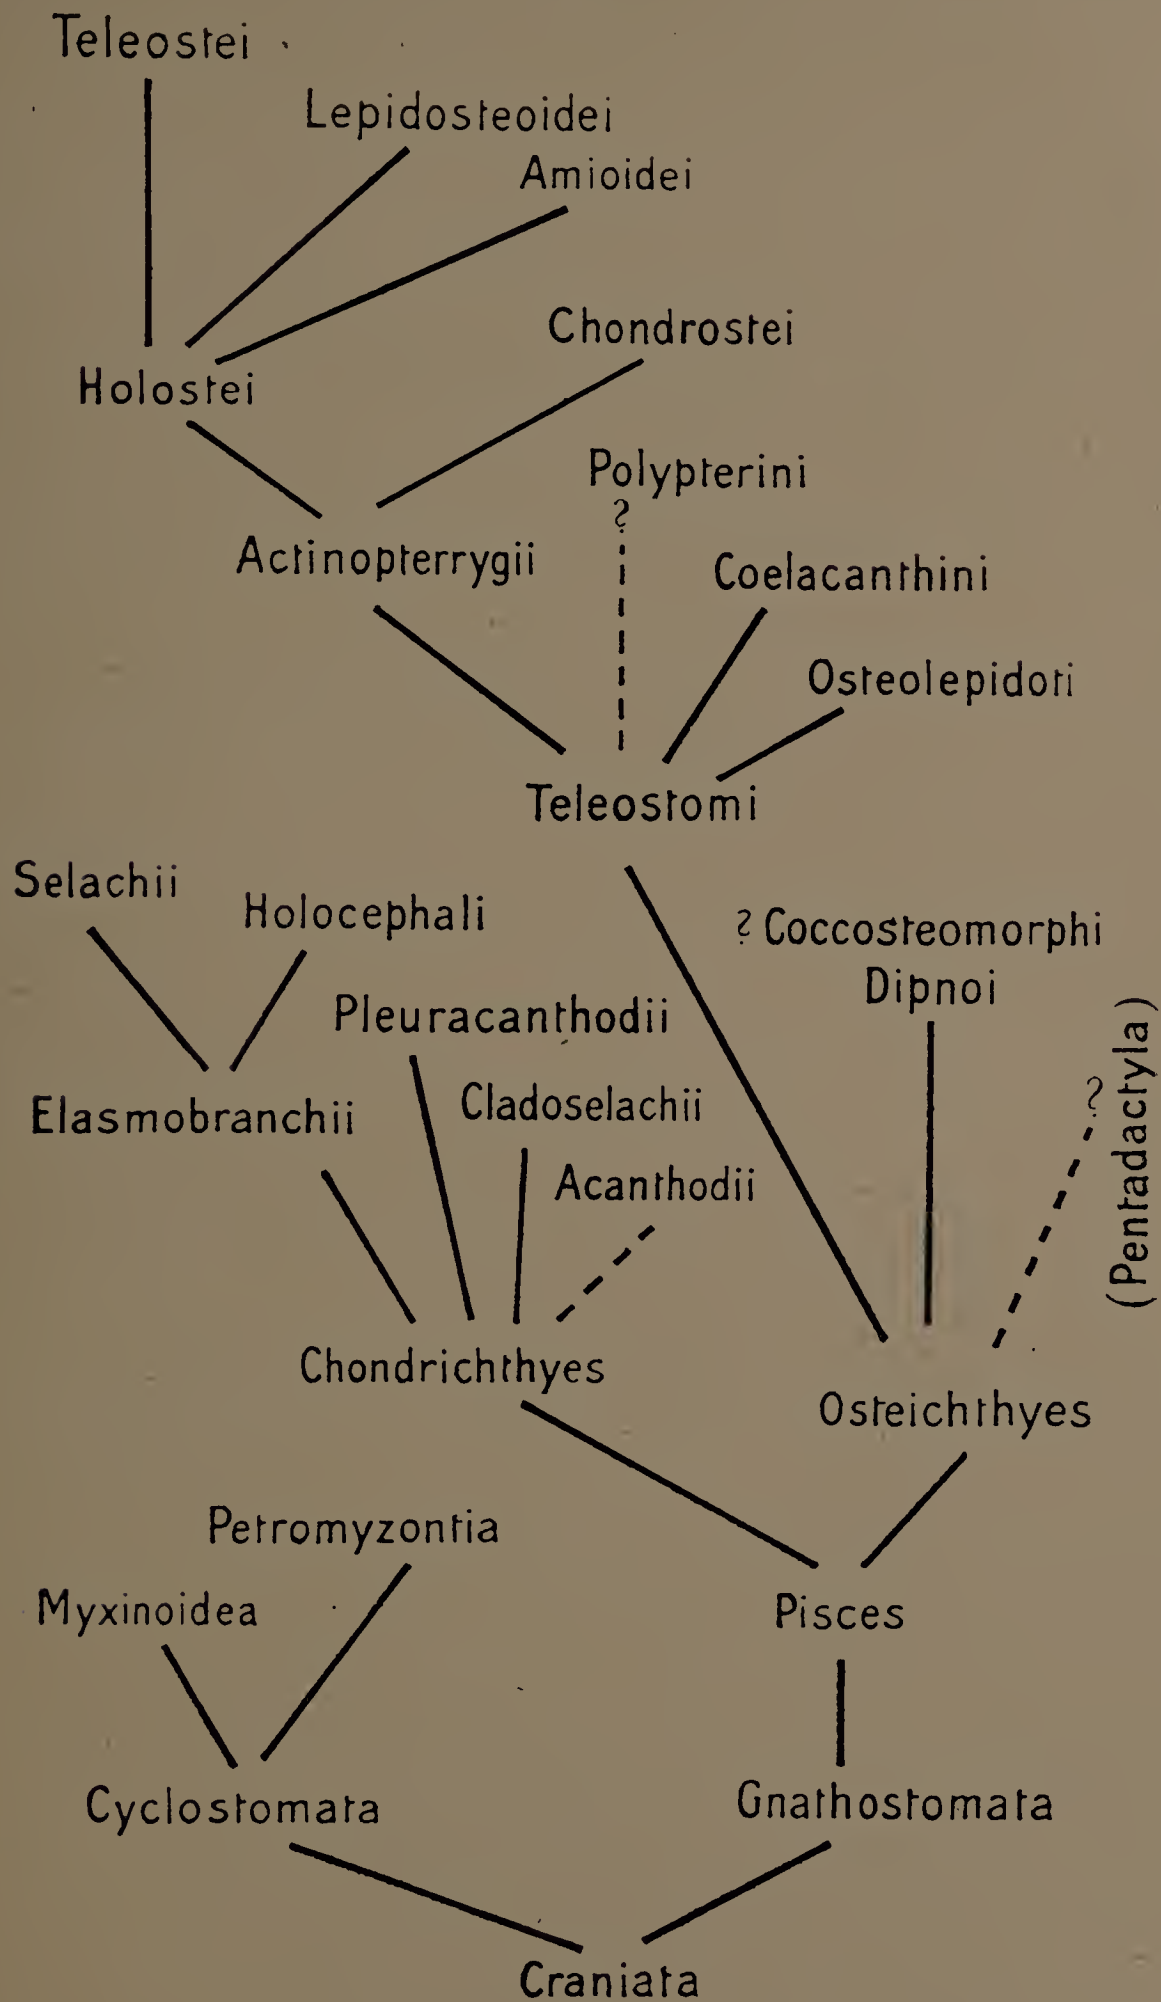 Teleostei
Lepidosteoidei
Amioidei
Chondrostei
Holostei
Polypterini
?
Actinopterrygii
Coelacanthini
Osteolepidoti
Teleostomi
Selachii
Holocephali
? Coccosteomorphi
Dipnoi
Pleuracanthodii
?
(Pentadactyla)
Cladoselachii
Elasmobranchii
Acanthodii
Chondrichthyes
Osteichthyes
Petromyzontia
Myxinoidea
Pisces
Cyclostomata
Gnathostomata
Craniata